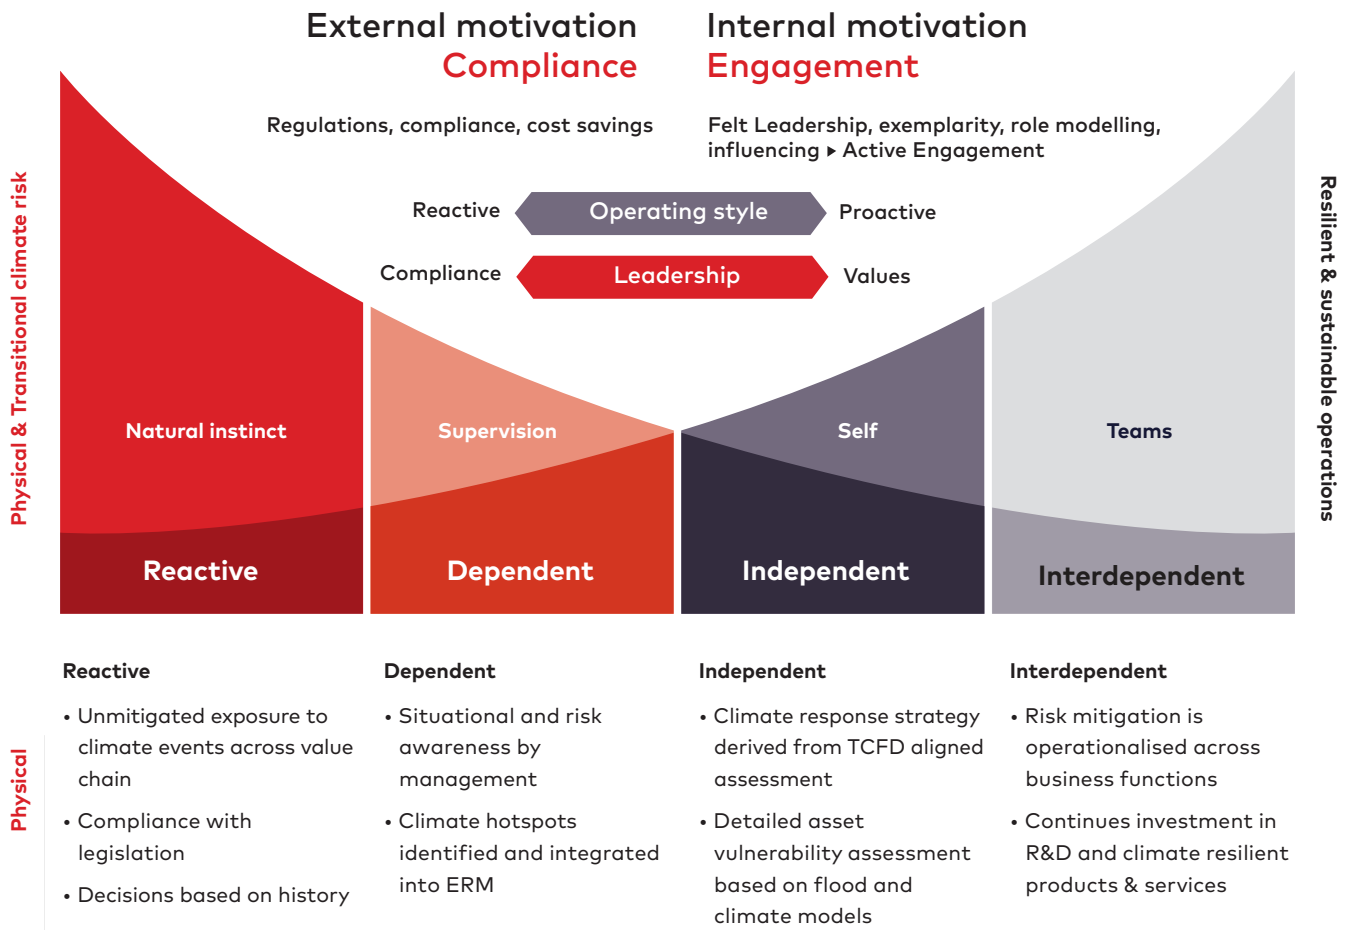 External motivation
Compliance
Internal motivation
Engagement
Regulations, compliance, cost savings
Felt Leadership, exemplarity, role modelling,
influencing ▸ Active Engagement
Reactive
Operating style
Proactive
Compliance
Leadership
Values
Physical & Transitional climate risk
Resilient & sustainable operations
Natural instinct
Supervision
Self
Teams
Reactive
Dependent
Independent
Interdependent
Physical
Reactive
• Unmitigated exposure to
climate events across value
chain
• Compliance with
legislation
• Decisions based on history
Dependent
• Situational and risk
awareness by
management
• Climate hotspots
identified and integrated
into ERM
Independent
• Climate response strategy
derived from TCFD aligned
assessment
• Detailed asset
vulnerability assessment
based on flood and
climate models
Interdependent
• Risk mitigation is
operationalised across
business functions
• Continues investment in
R&D and climate resilient
products & services